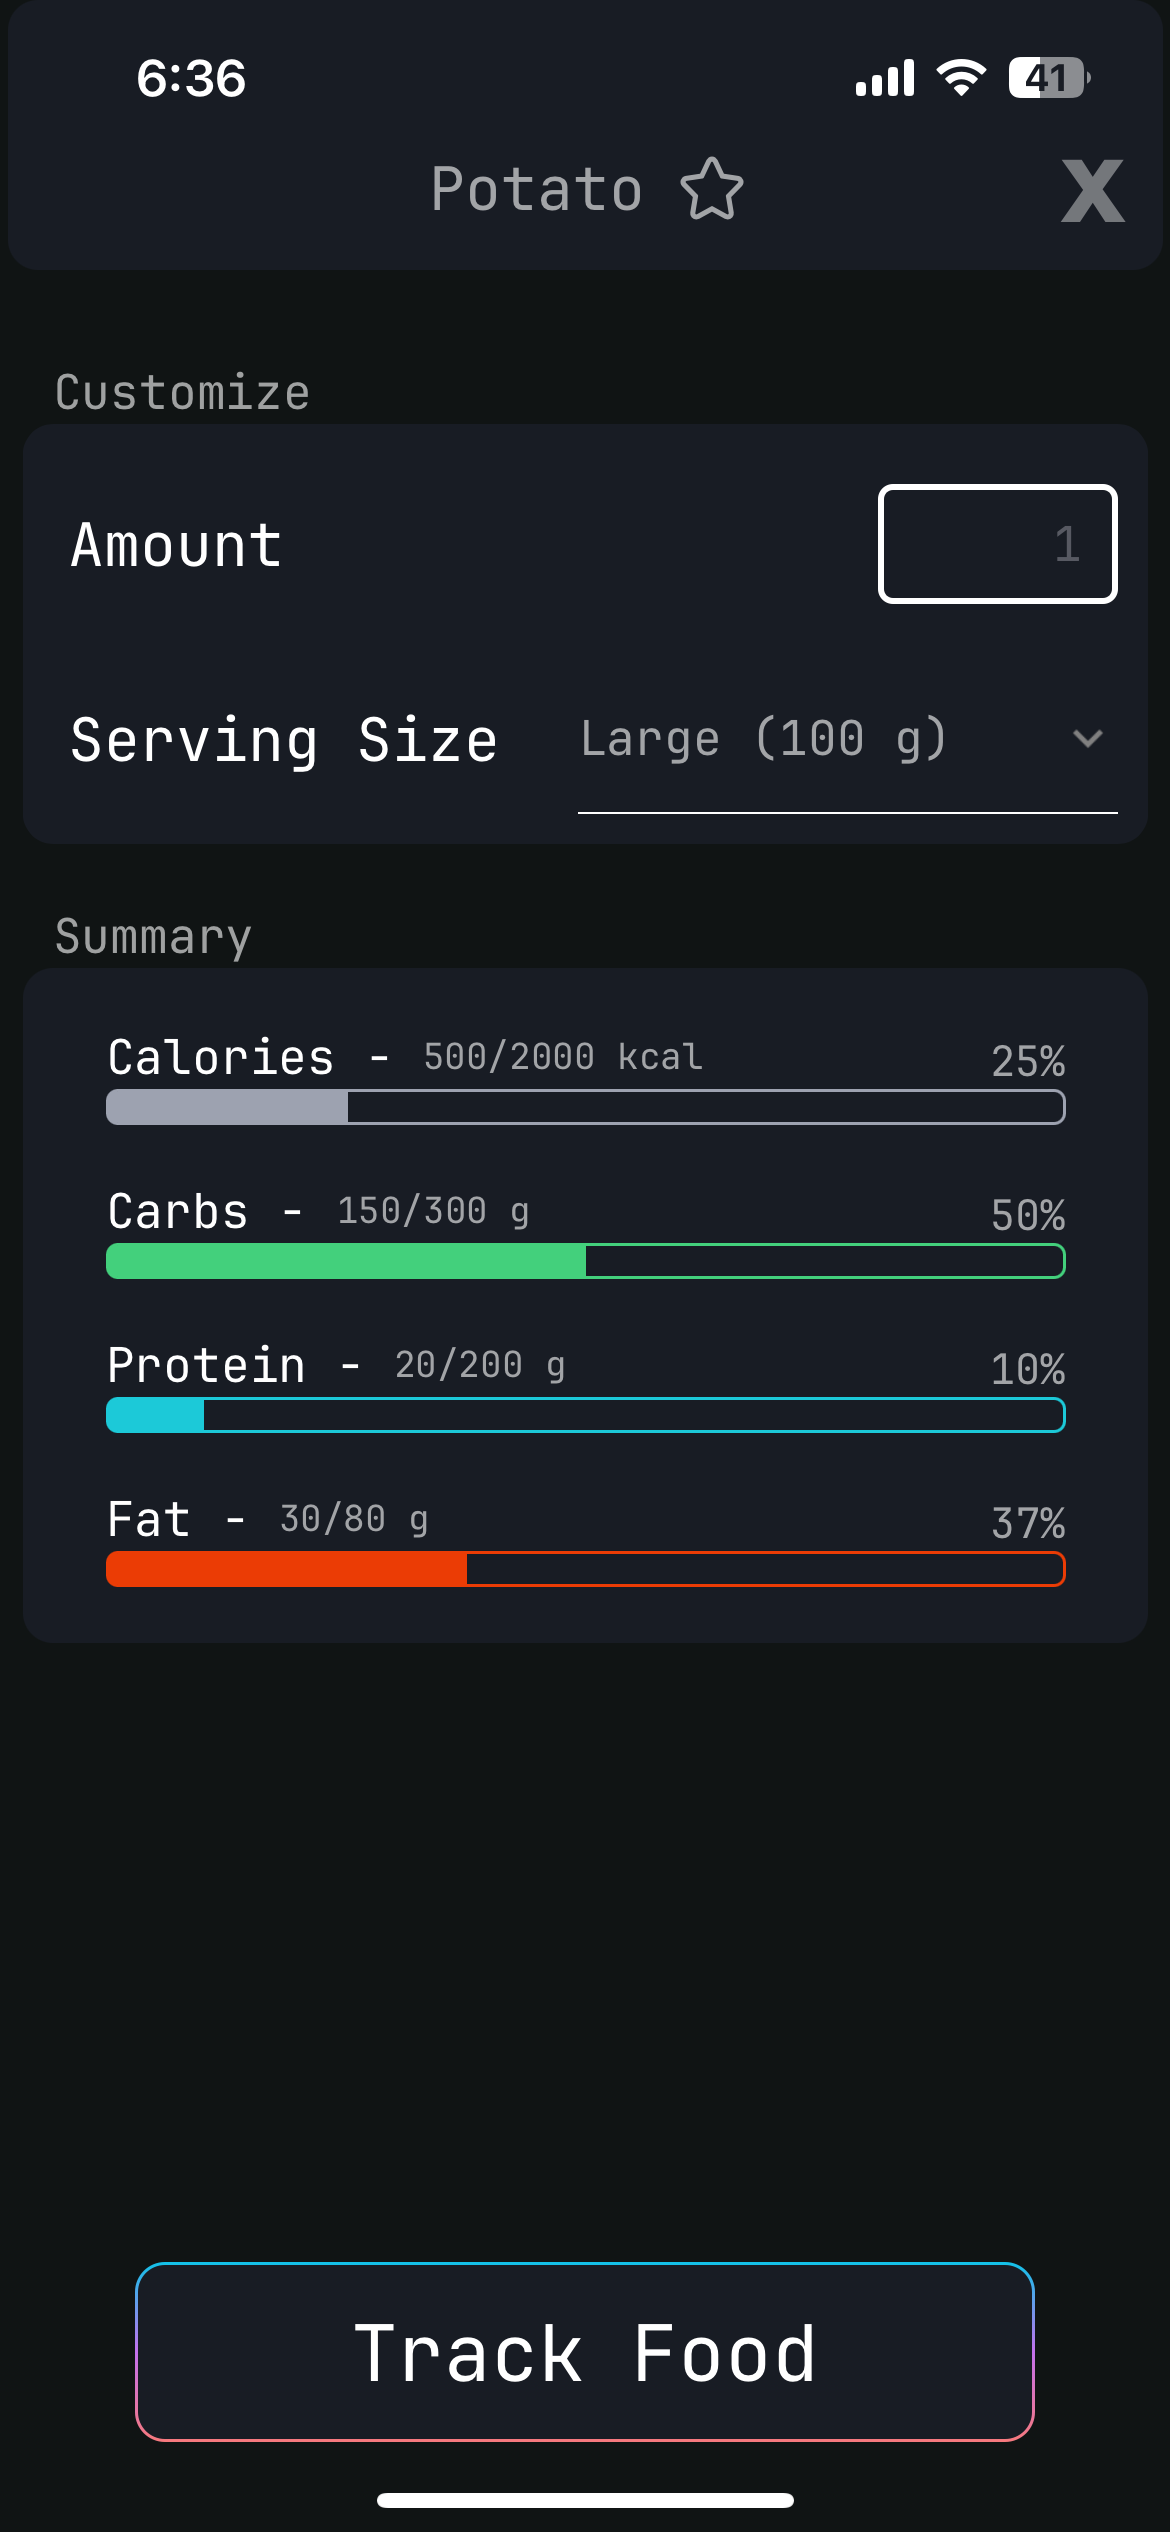 6:36
41
Potato
X
Customize
Amount 1
Serving Size Large (100 g)
Summary
Calories - 500/2000 kcal 25%
Carbs - 150/300 g 50%
Protein - 20/200 g 10%
Fat - 30/80 g 37%
Track Food